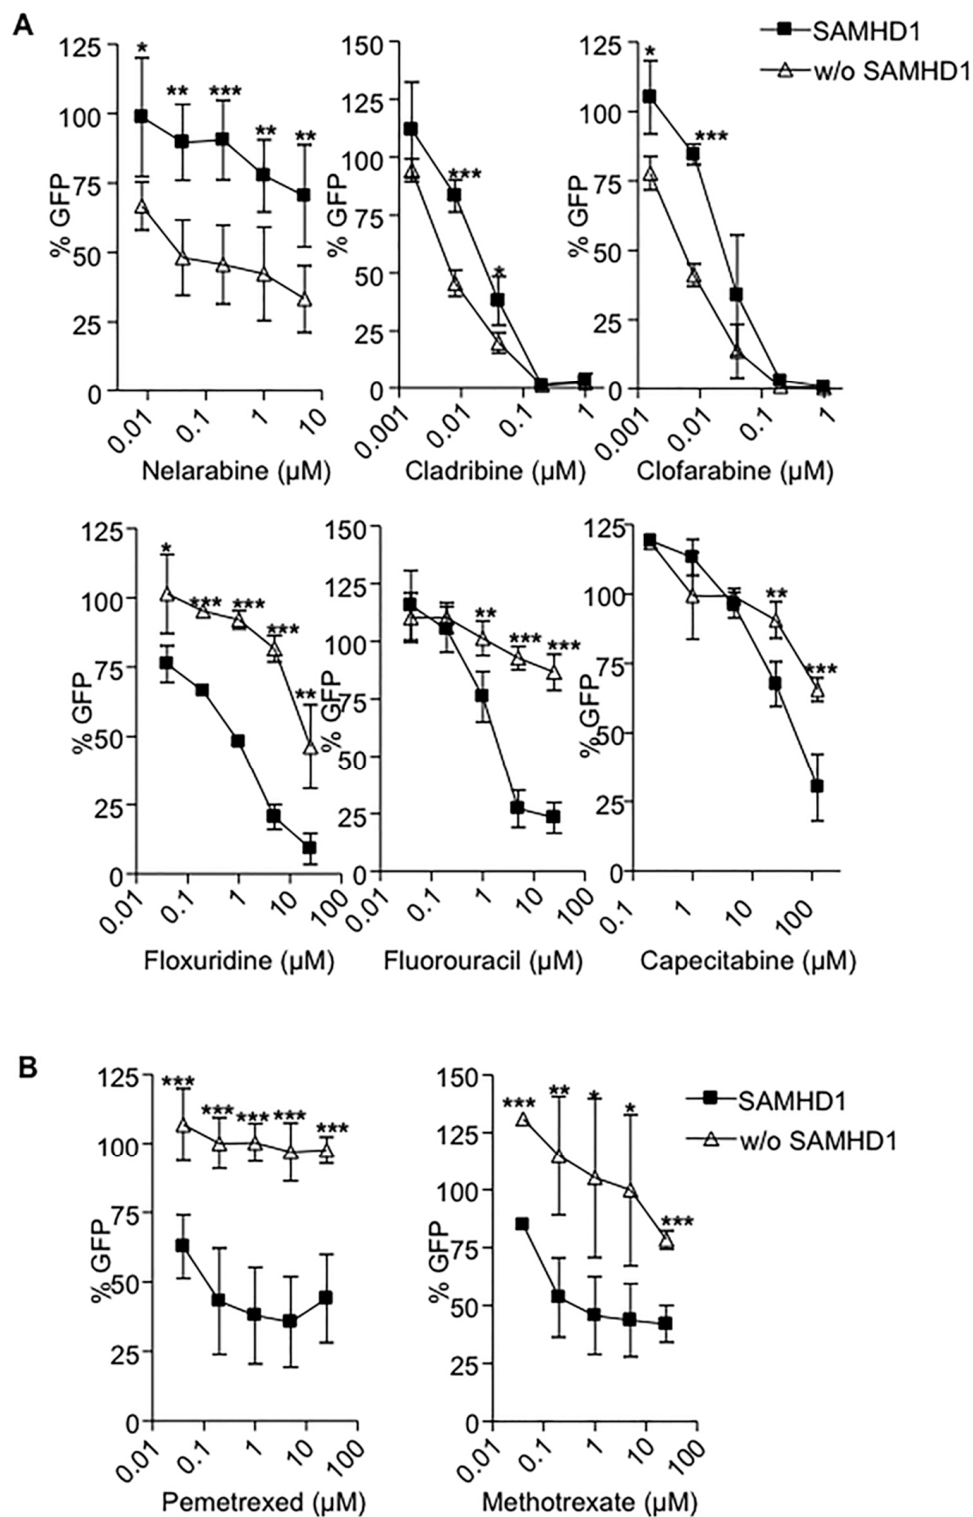 A
SAMHD1
w/o SAMHD1
* ** *** ** **
125
100
75
50
25
0
% GFP
0.01 0.1 1 10
Nelarabine (µM)
*** *
150
125
100
75
50
25
0
% GFP
0.001 0.01 0.1 1
Cladribine (µM)
* ***
125
100
75
50
25
0
% GFP
0.001 0.01 0.1 1
Clofarabine (µM)
* *** *** *** **
125
100
75
50
25
0
% GFP
0.01 0.1 1 10 100
Floxuridine (µM)
** *** ***
150
125
100
75
50
25
0
% GFP
0.01 0.1 1 10 100
Fluorouracil (µM)
** ***
125
100
75
50
25
0
% GFP
0.1 1 10 100
Capecitabine (µM)
B
SAMHD1
w/o SAMHD1
*** *** *** *** ***
125
100
75
50
25
0
% GFP
0.01 0.1 1 10 100
Pemetrexed (µM)
*** ** * * ***
150
125
100
75
50
25
0
% GFP
0.01 0.1 1 10 100
Methotrexate (µM)